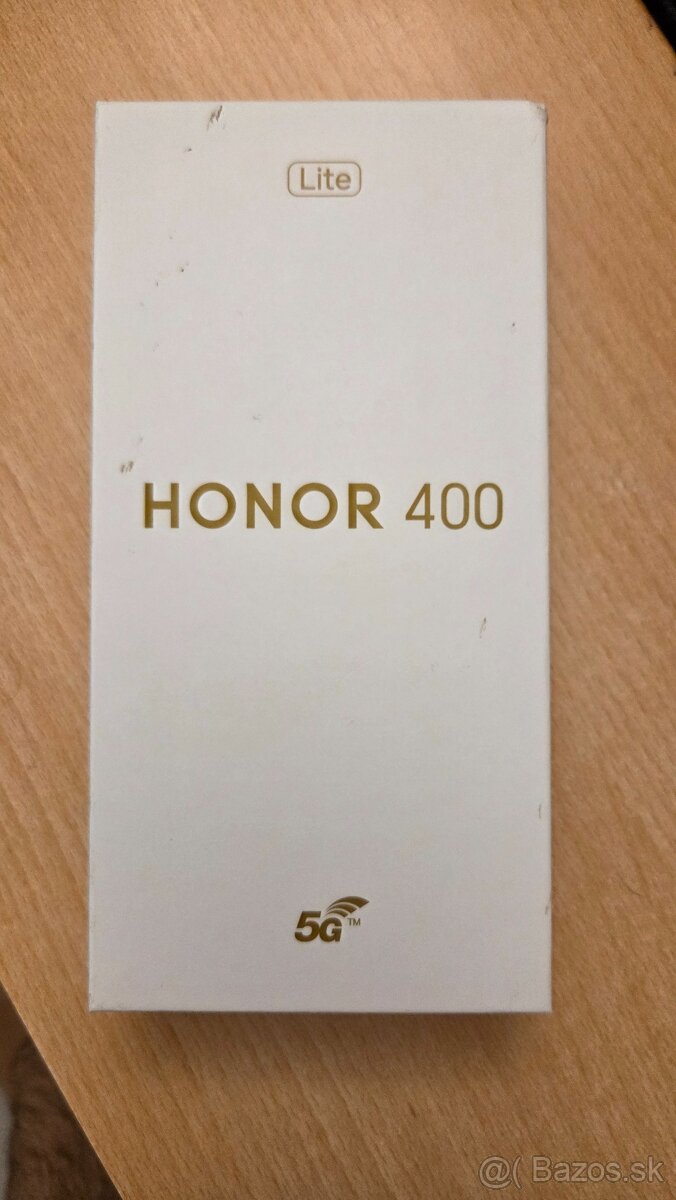 Lite
HONOR 400
5G™
@( Bazos.sk